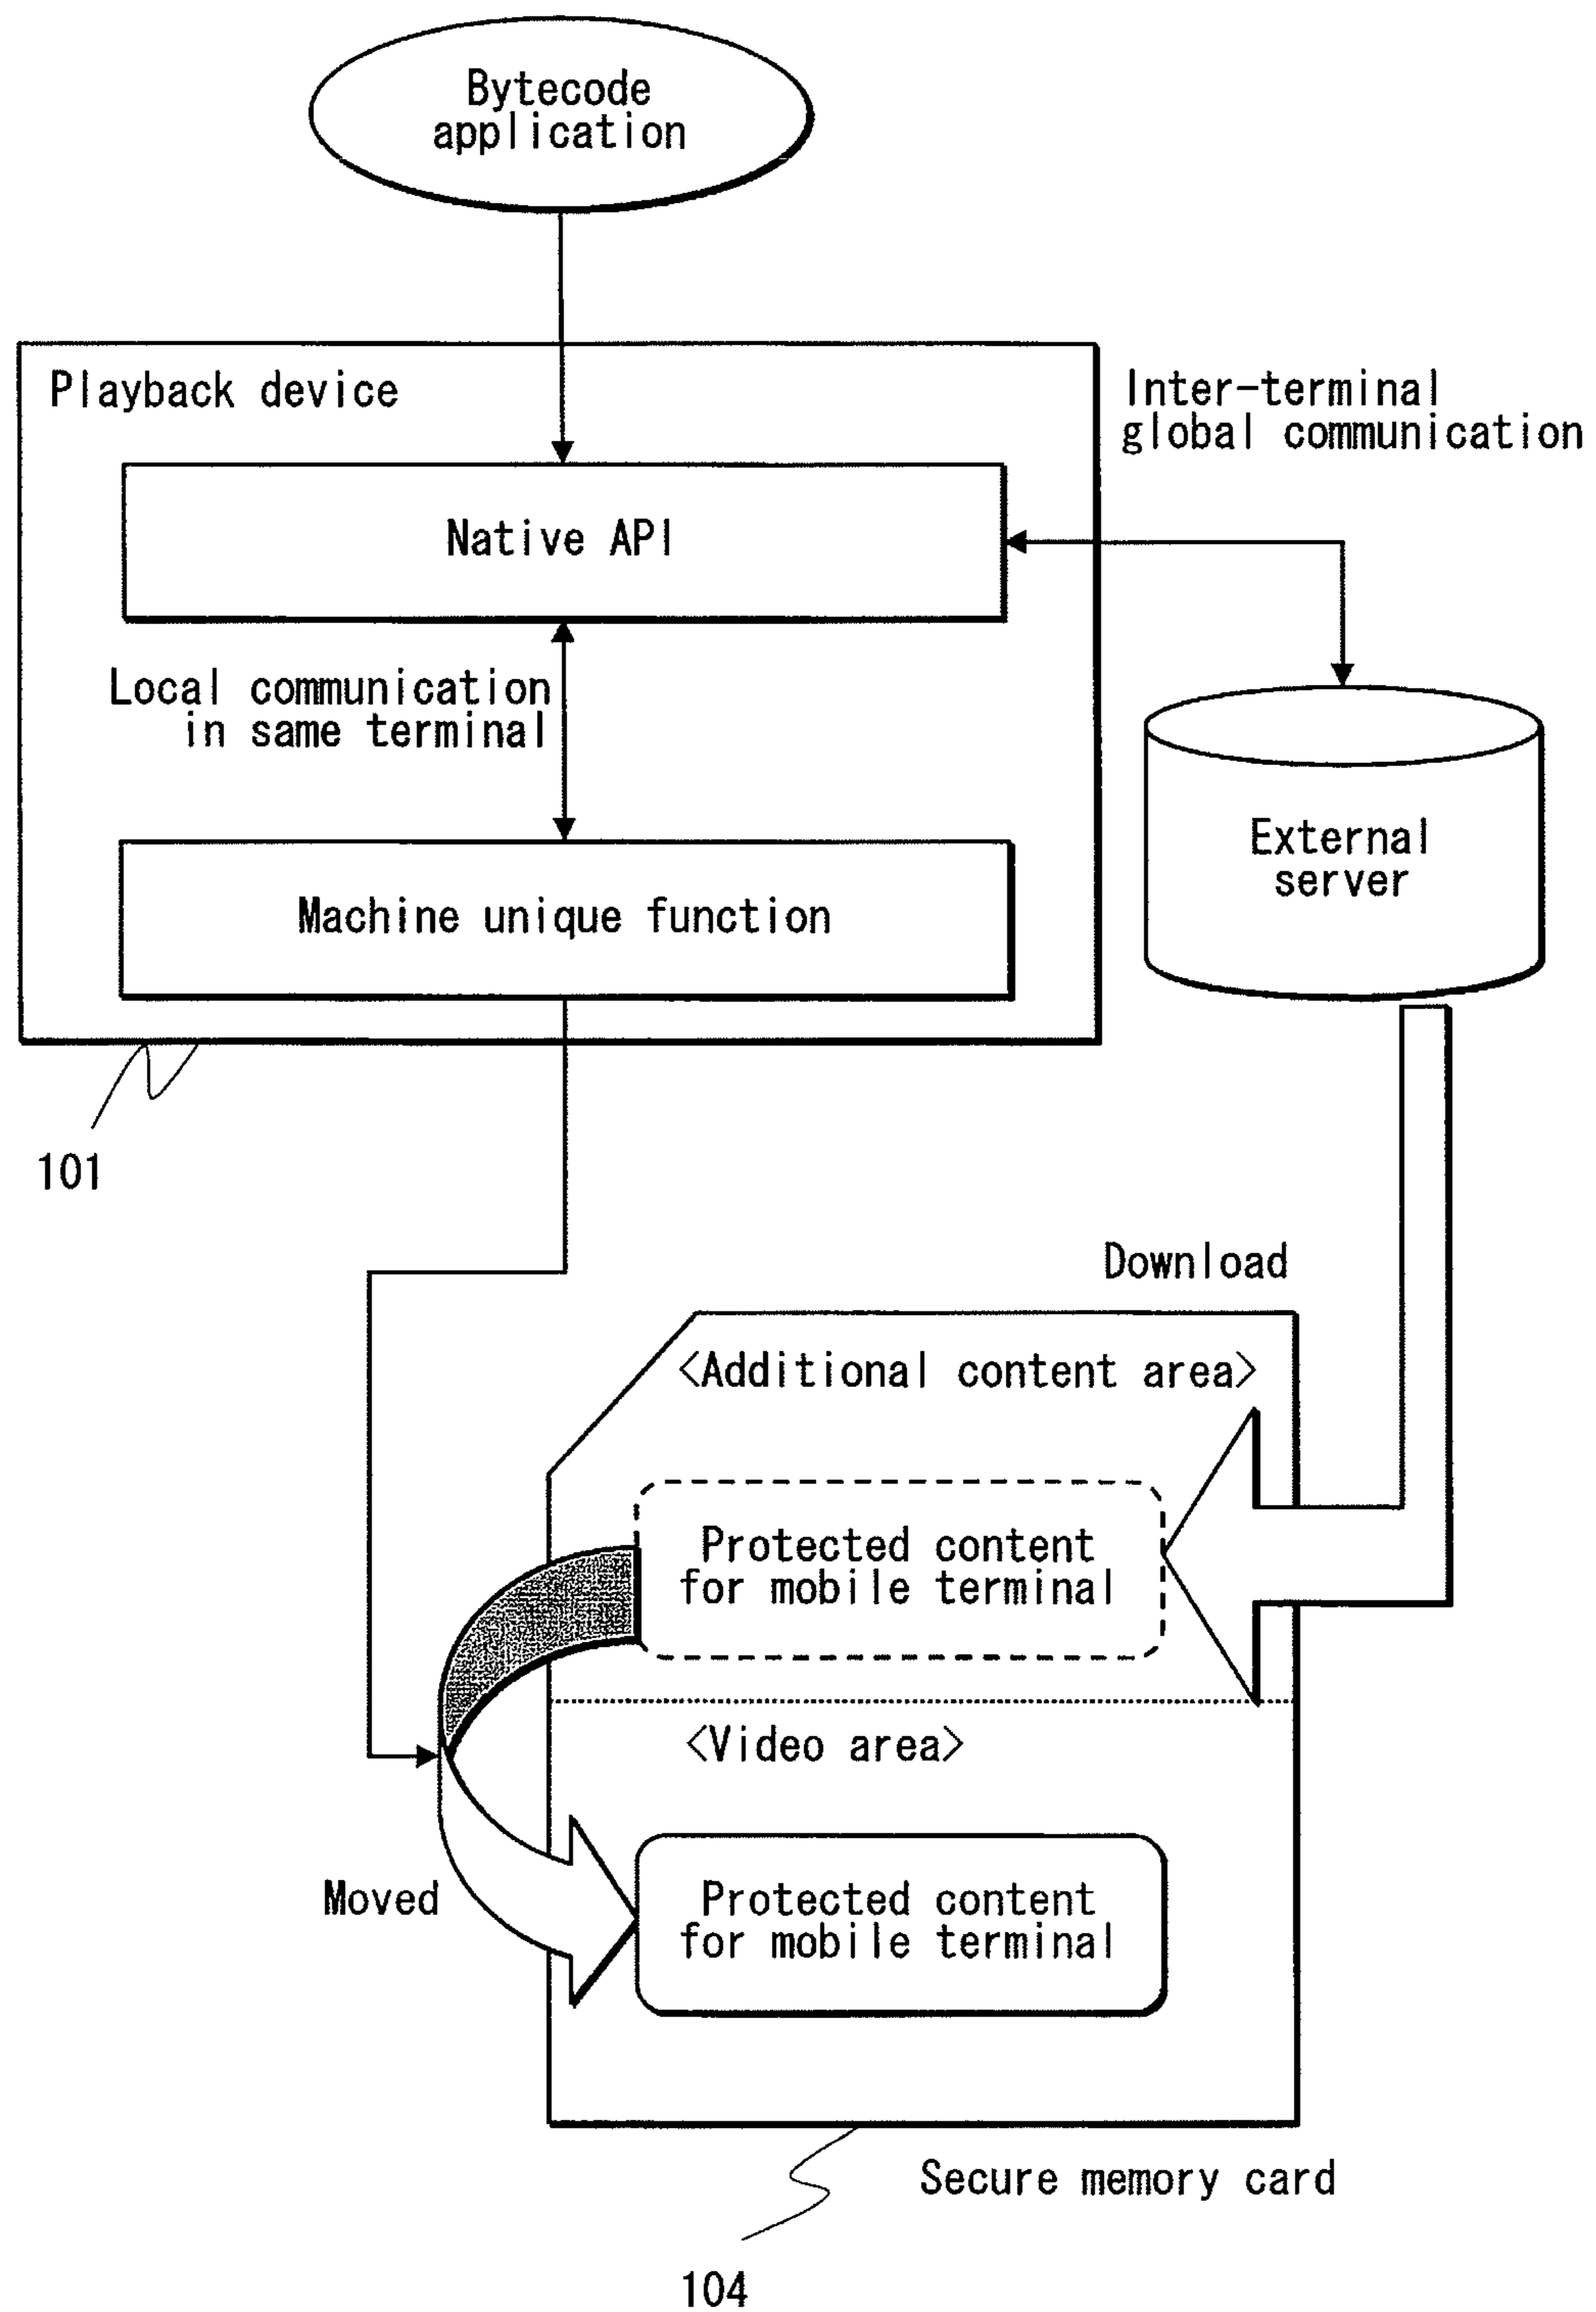 Bytecode
application
Playback device
Inter-terminal
global communication
Native API
Local communication
in same terminal
External
server
Machine unique function
101
Download
<Additional content area>
Protected content
for mobile terminal
<Video area>
Moved
Protected content
for mobile terminal
Secure memory card
104